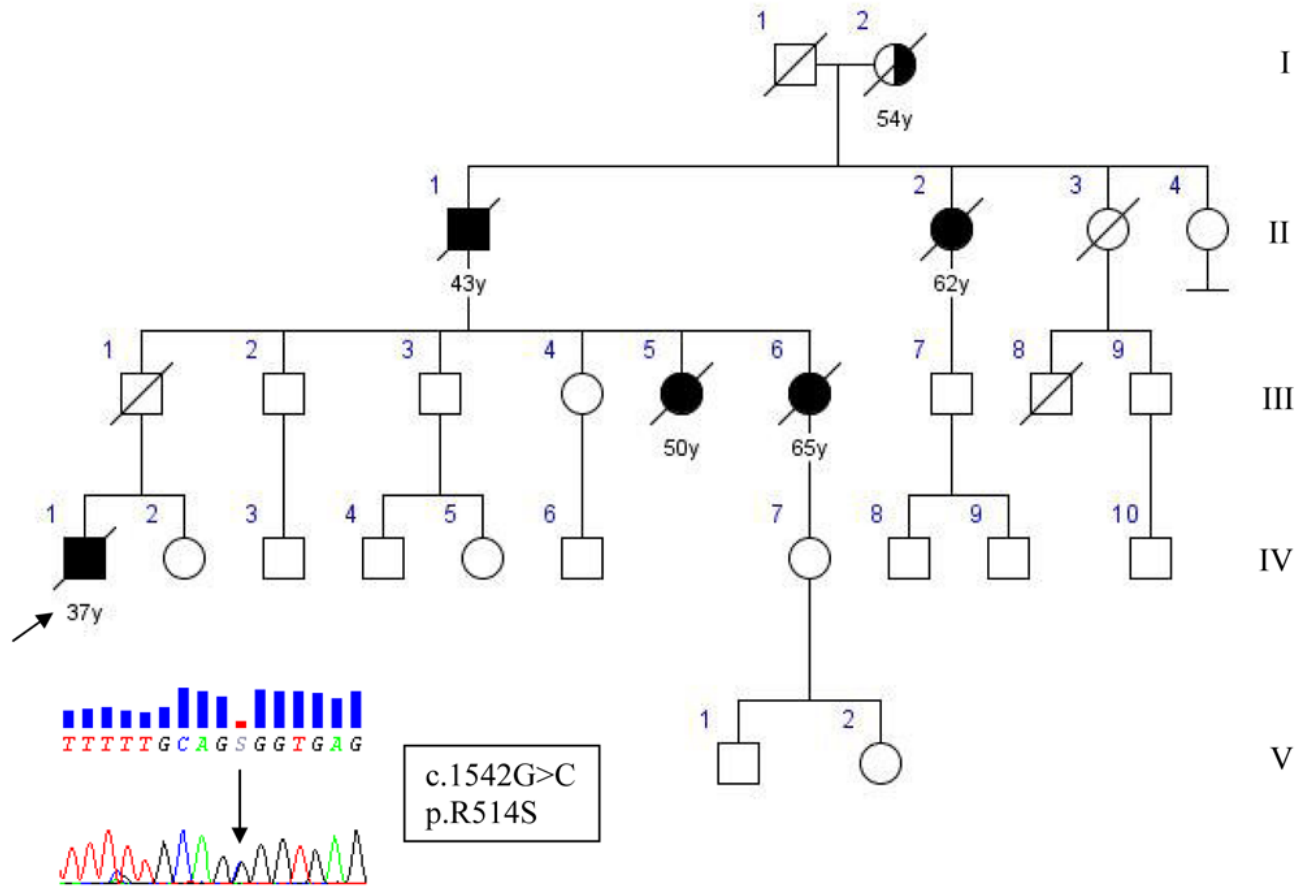 1 2 I
54y
1 2 3 4 II
43y 62y
1 2 3 4 5 6 7 8 9 III
50y 65y
1 2 3 4 5 6 7 8 9 10 IV
37y
1 2 V
TTTTTGCAGSGGTGAG
c.1542G>C
p.R514S